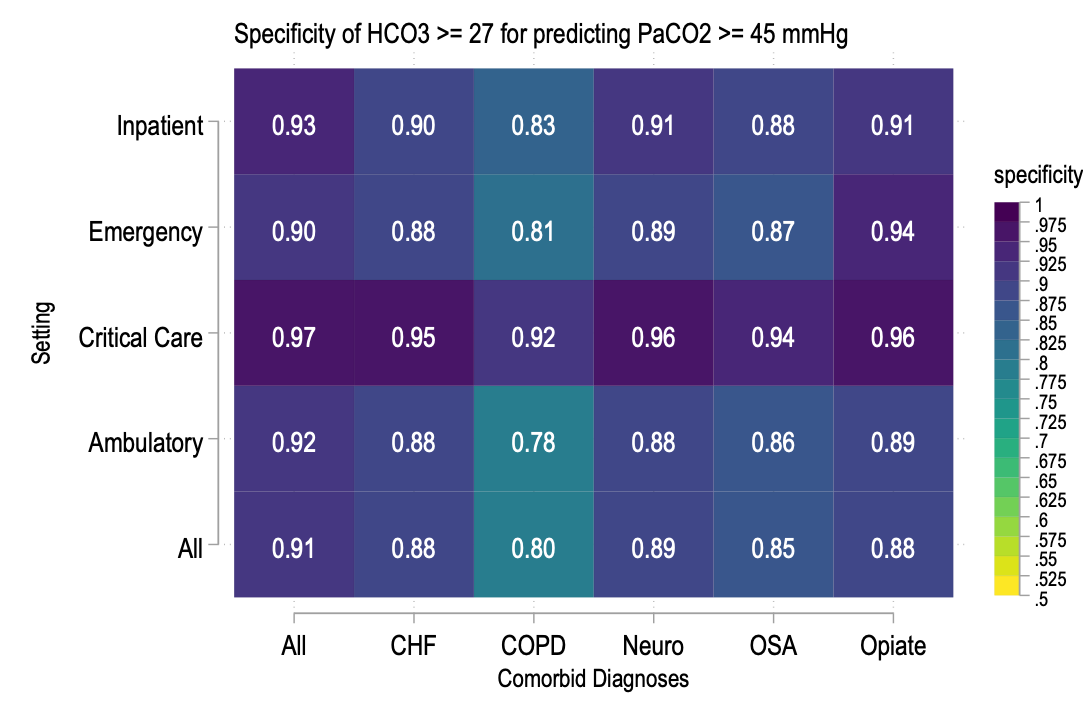 Specificity of HCO3 >= 27 for predicting PaCO2 >= 45 mmHg
Setting
Inpatient 0.93 0.90 0.83 0.91 0.88 0.91
Emergency 0.90 0.88 0.81 0.89 0.87 0.94
Critical Care 0.97 0.95 0.92 0.96 0.94 0.96
Ambulatory 0.92 0.88 0.78 0.88 0.86 0.89
All 0.91 0.88 0.80 0.89 0.85 0.88
All CHF COPD Neuro OSA Opiate
Comorbid Diagnoses
specificity
1
.975
.95
.925
.9
.875
.85
.825
.8
.775
.75
.725
.7
.675
.65
.625
.6
.575
.55
.525
.5